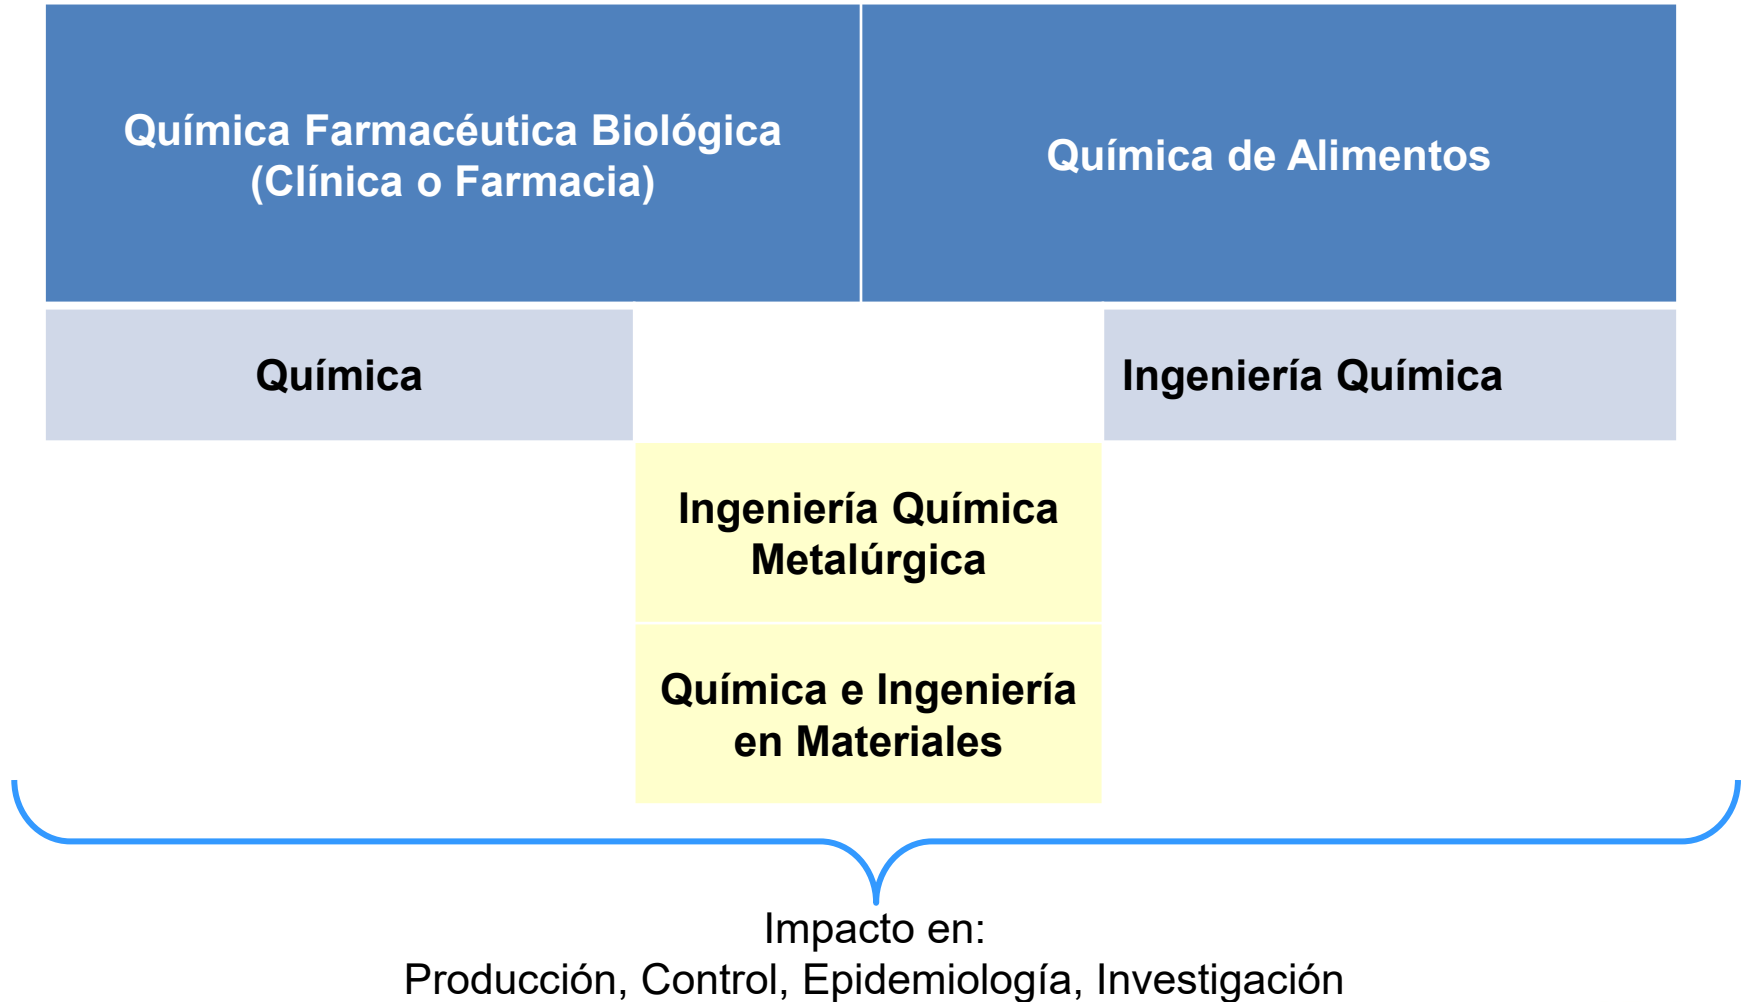 Química Farmacéutica Biológica
(Clínica o Farmacia)
Química de Alimentos
Química
Ingeniería Química
Ingeniería Química
Metalúrgica
Química e Ingeniería
en Materiales
Impacto en:
Producción, Control, Epidemiología, Investigación